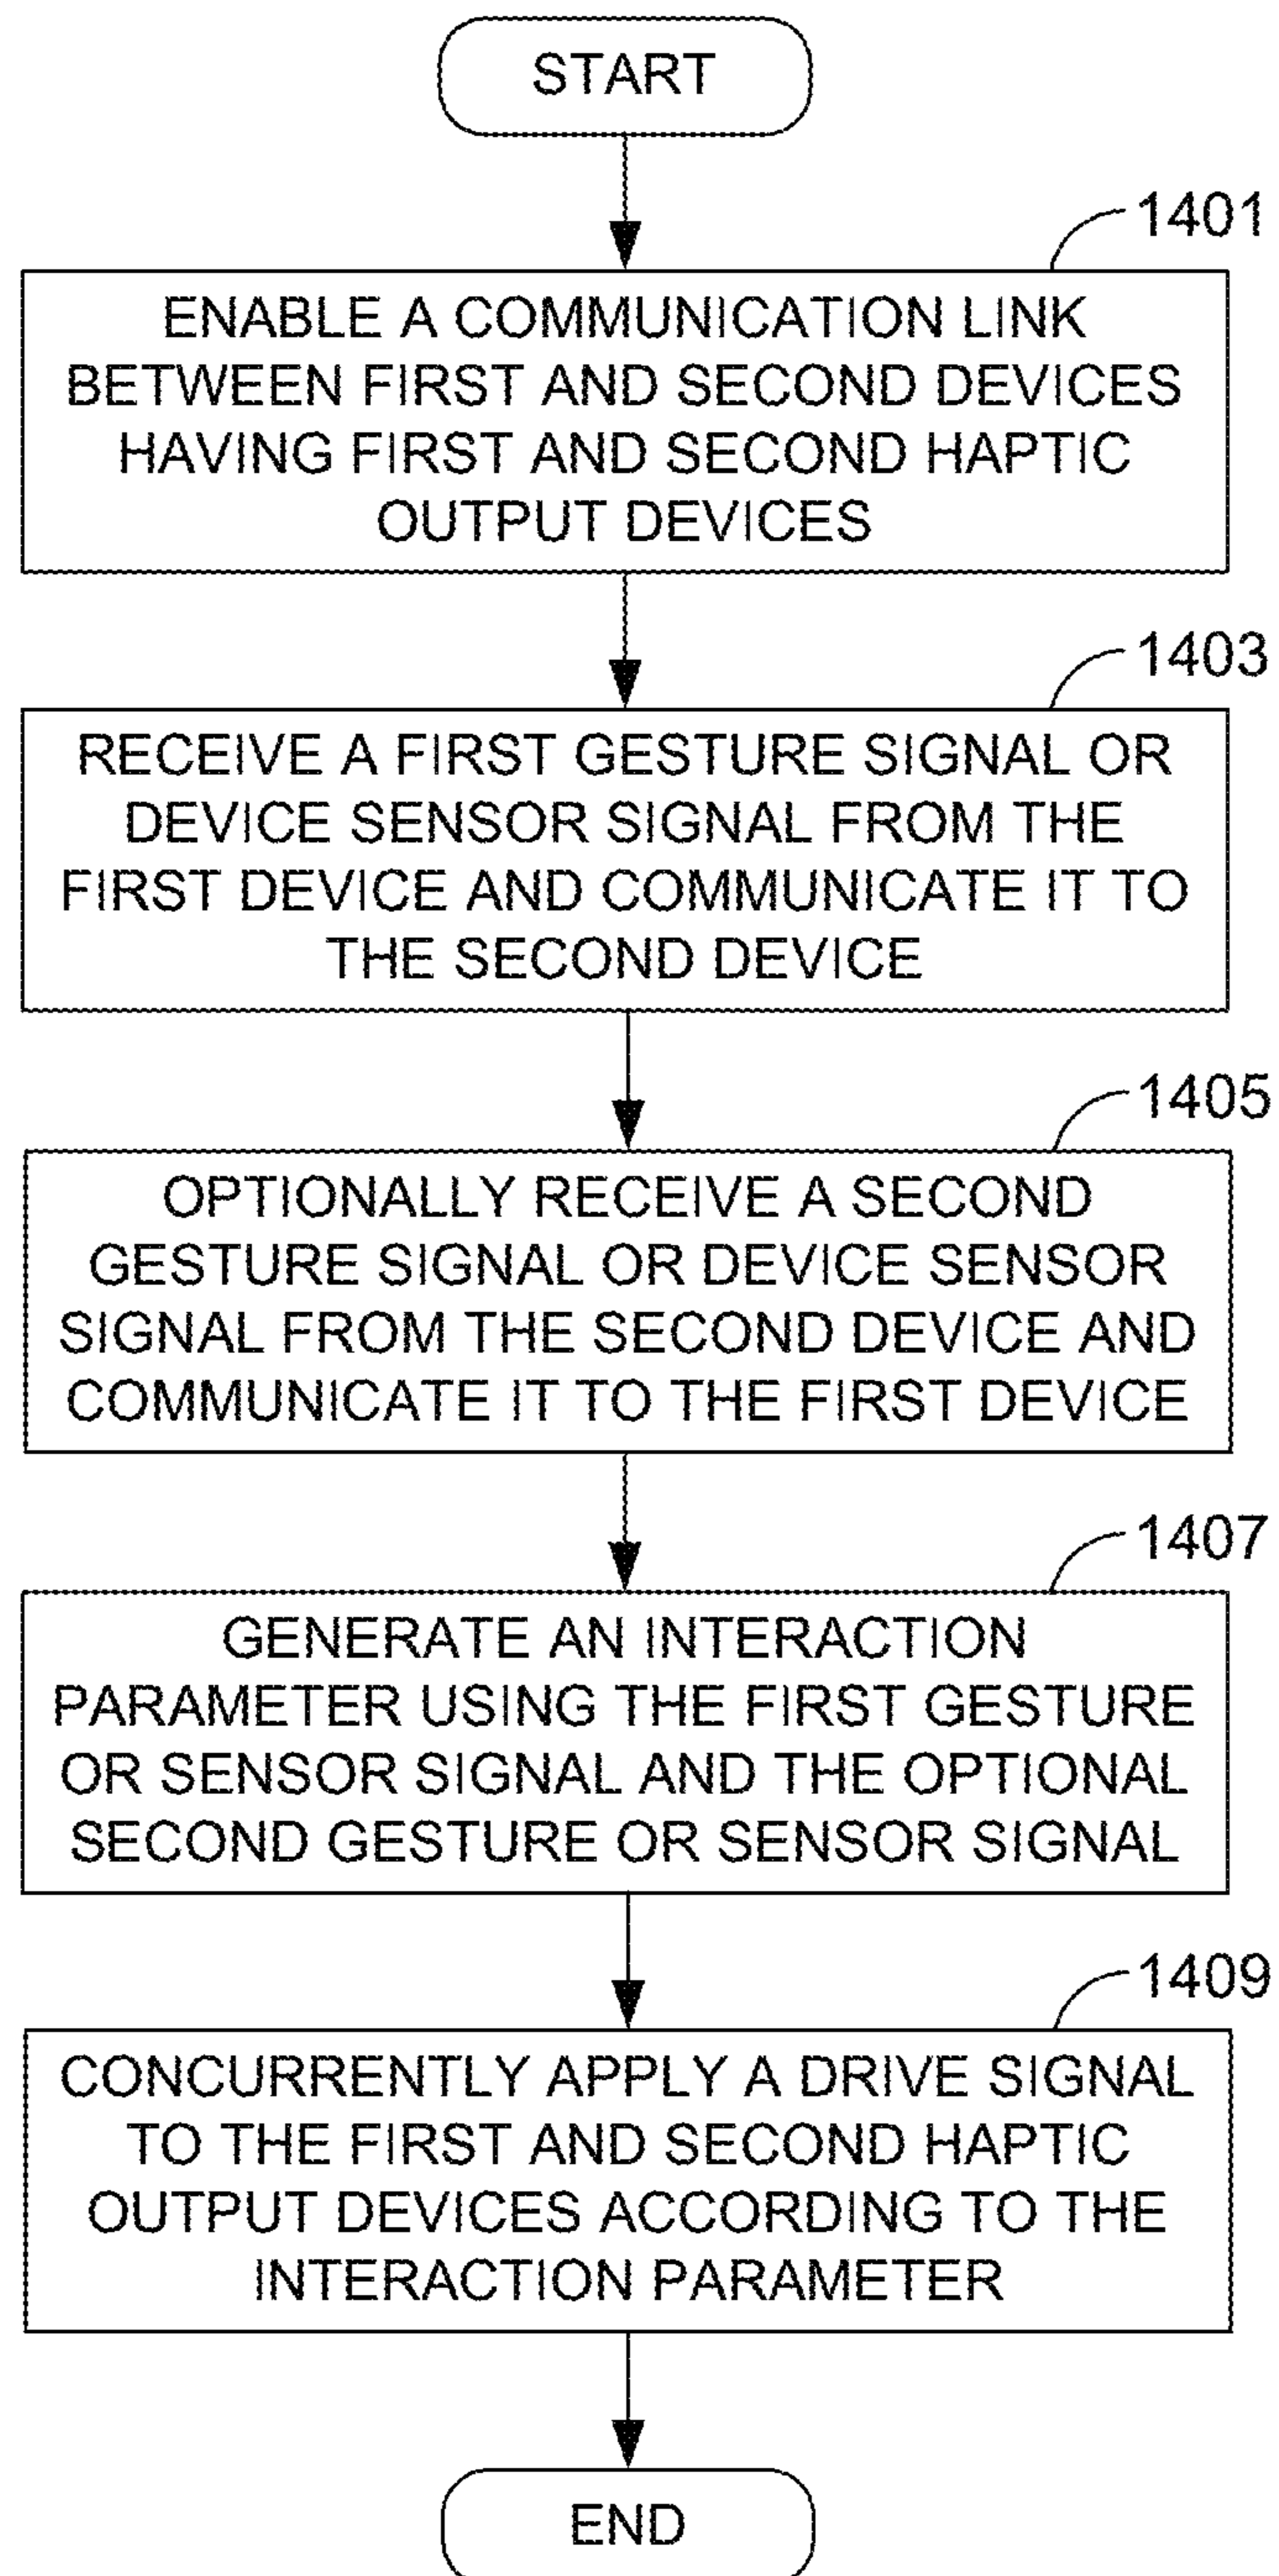 START
1401
ENABLE A COMMUNICATION LINK
BETWEEN FIRST AND SECOND DEVICES
HAVING FIRST AND SECOND HAPTIC
OUTPUT DEVICES
1403
RECEIVE A FIRST GESTURE SIGNAL OR
DEVICE SENSOR SIGNAL FROM THE
FIRST DEVICE AND COMMUNICATE IT TO
THE SECOND DEVICE
1405
OPTIONALLY RECEIVE A SECOND
GESTURE SIGNAL OR DEVICE SENSOR
SIGNAL FROM THE SECOND DEVICE AND
COMMUNICATE IT TO THE FIRST DEVICE
1407
GENERATE AN INTERACTION
PARAMETER USING THE FIRST GESTURE
OR SENSOR SIGNAL AND THE OPTIONAL
SECOND GESTURE OR SENSOR SIGNAL
1409
CONCURRENTLY APPLY A DRIVE SIGNAL
TO THE FIRST AND SECOND HAPTIC
OUTPUT DEVICES ACCORDING TO THE
INTERACTION PARAMETER
END